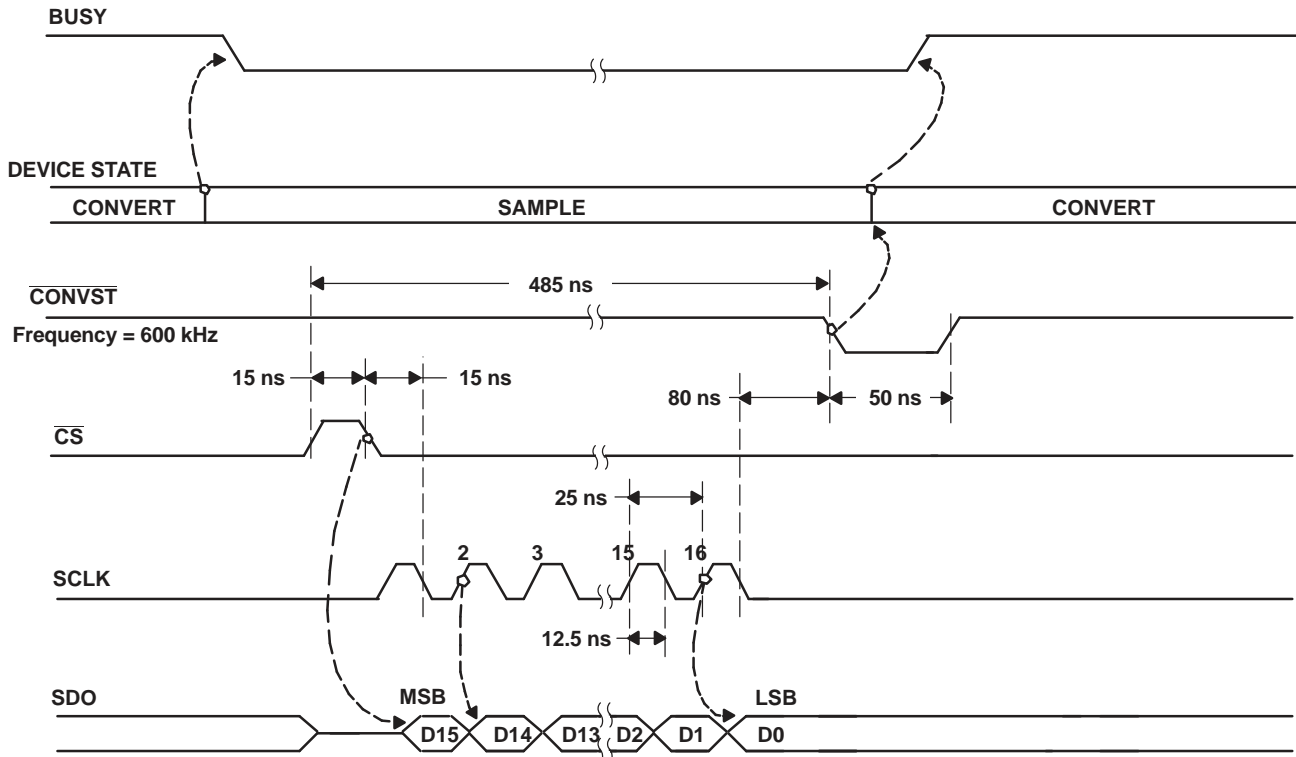 BUSY
DEVICE STATE
CONVERT SAMPLE CONVERT
485 ns
CONVST
Frequency = 600 kHz
15 ns 15 ns 80 ns 50 ns
CS
25 ns
2 3 15 16
SCLK
12.5 ns
SDO MSB LSB
D15 D14 D13 D2 D1 D0